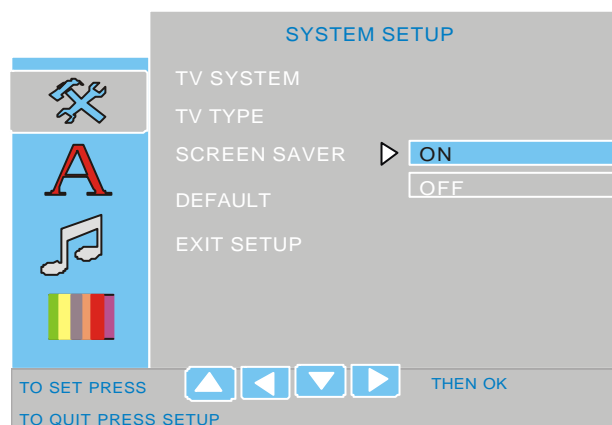 SYSTEM SETUP
TV SYSTEM
TV TYPE
SCREEN SAVER ON
OFF
DEFAULT
EXIT SETUP
A
TO SET PRESS THEN OK
TO QUIT PRESS SETUP